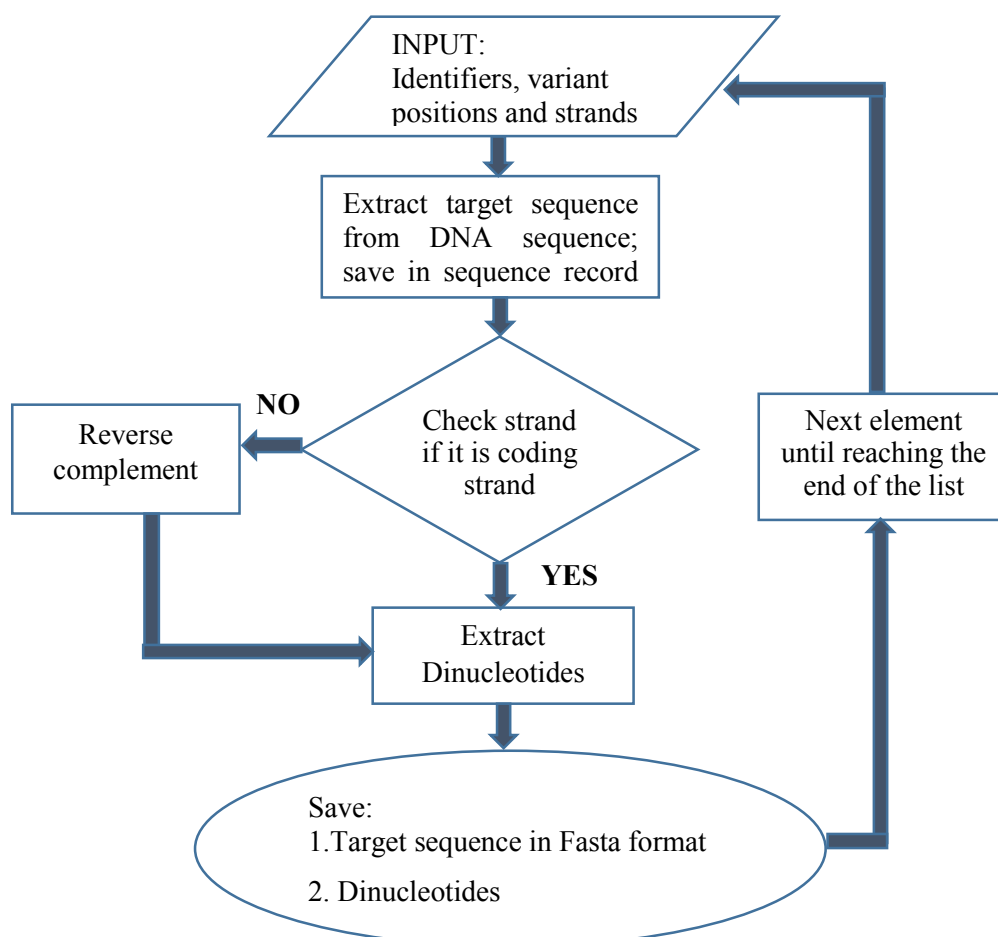 INPUT:
Identifiers, variant
positions and strands
Extract target sequence
from DNA sequence;
save in sequence record
Check strand
if it is coding
strand
NO
Reverse
complement
YES
Extract
Dinucleotides
Save:
1.Target sequence in Fasta format
2. Dinucleotides
Next element
until reaching the
end of the list